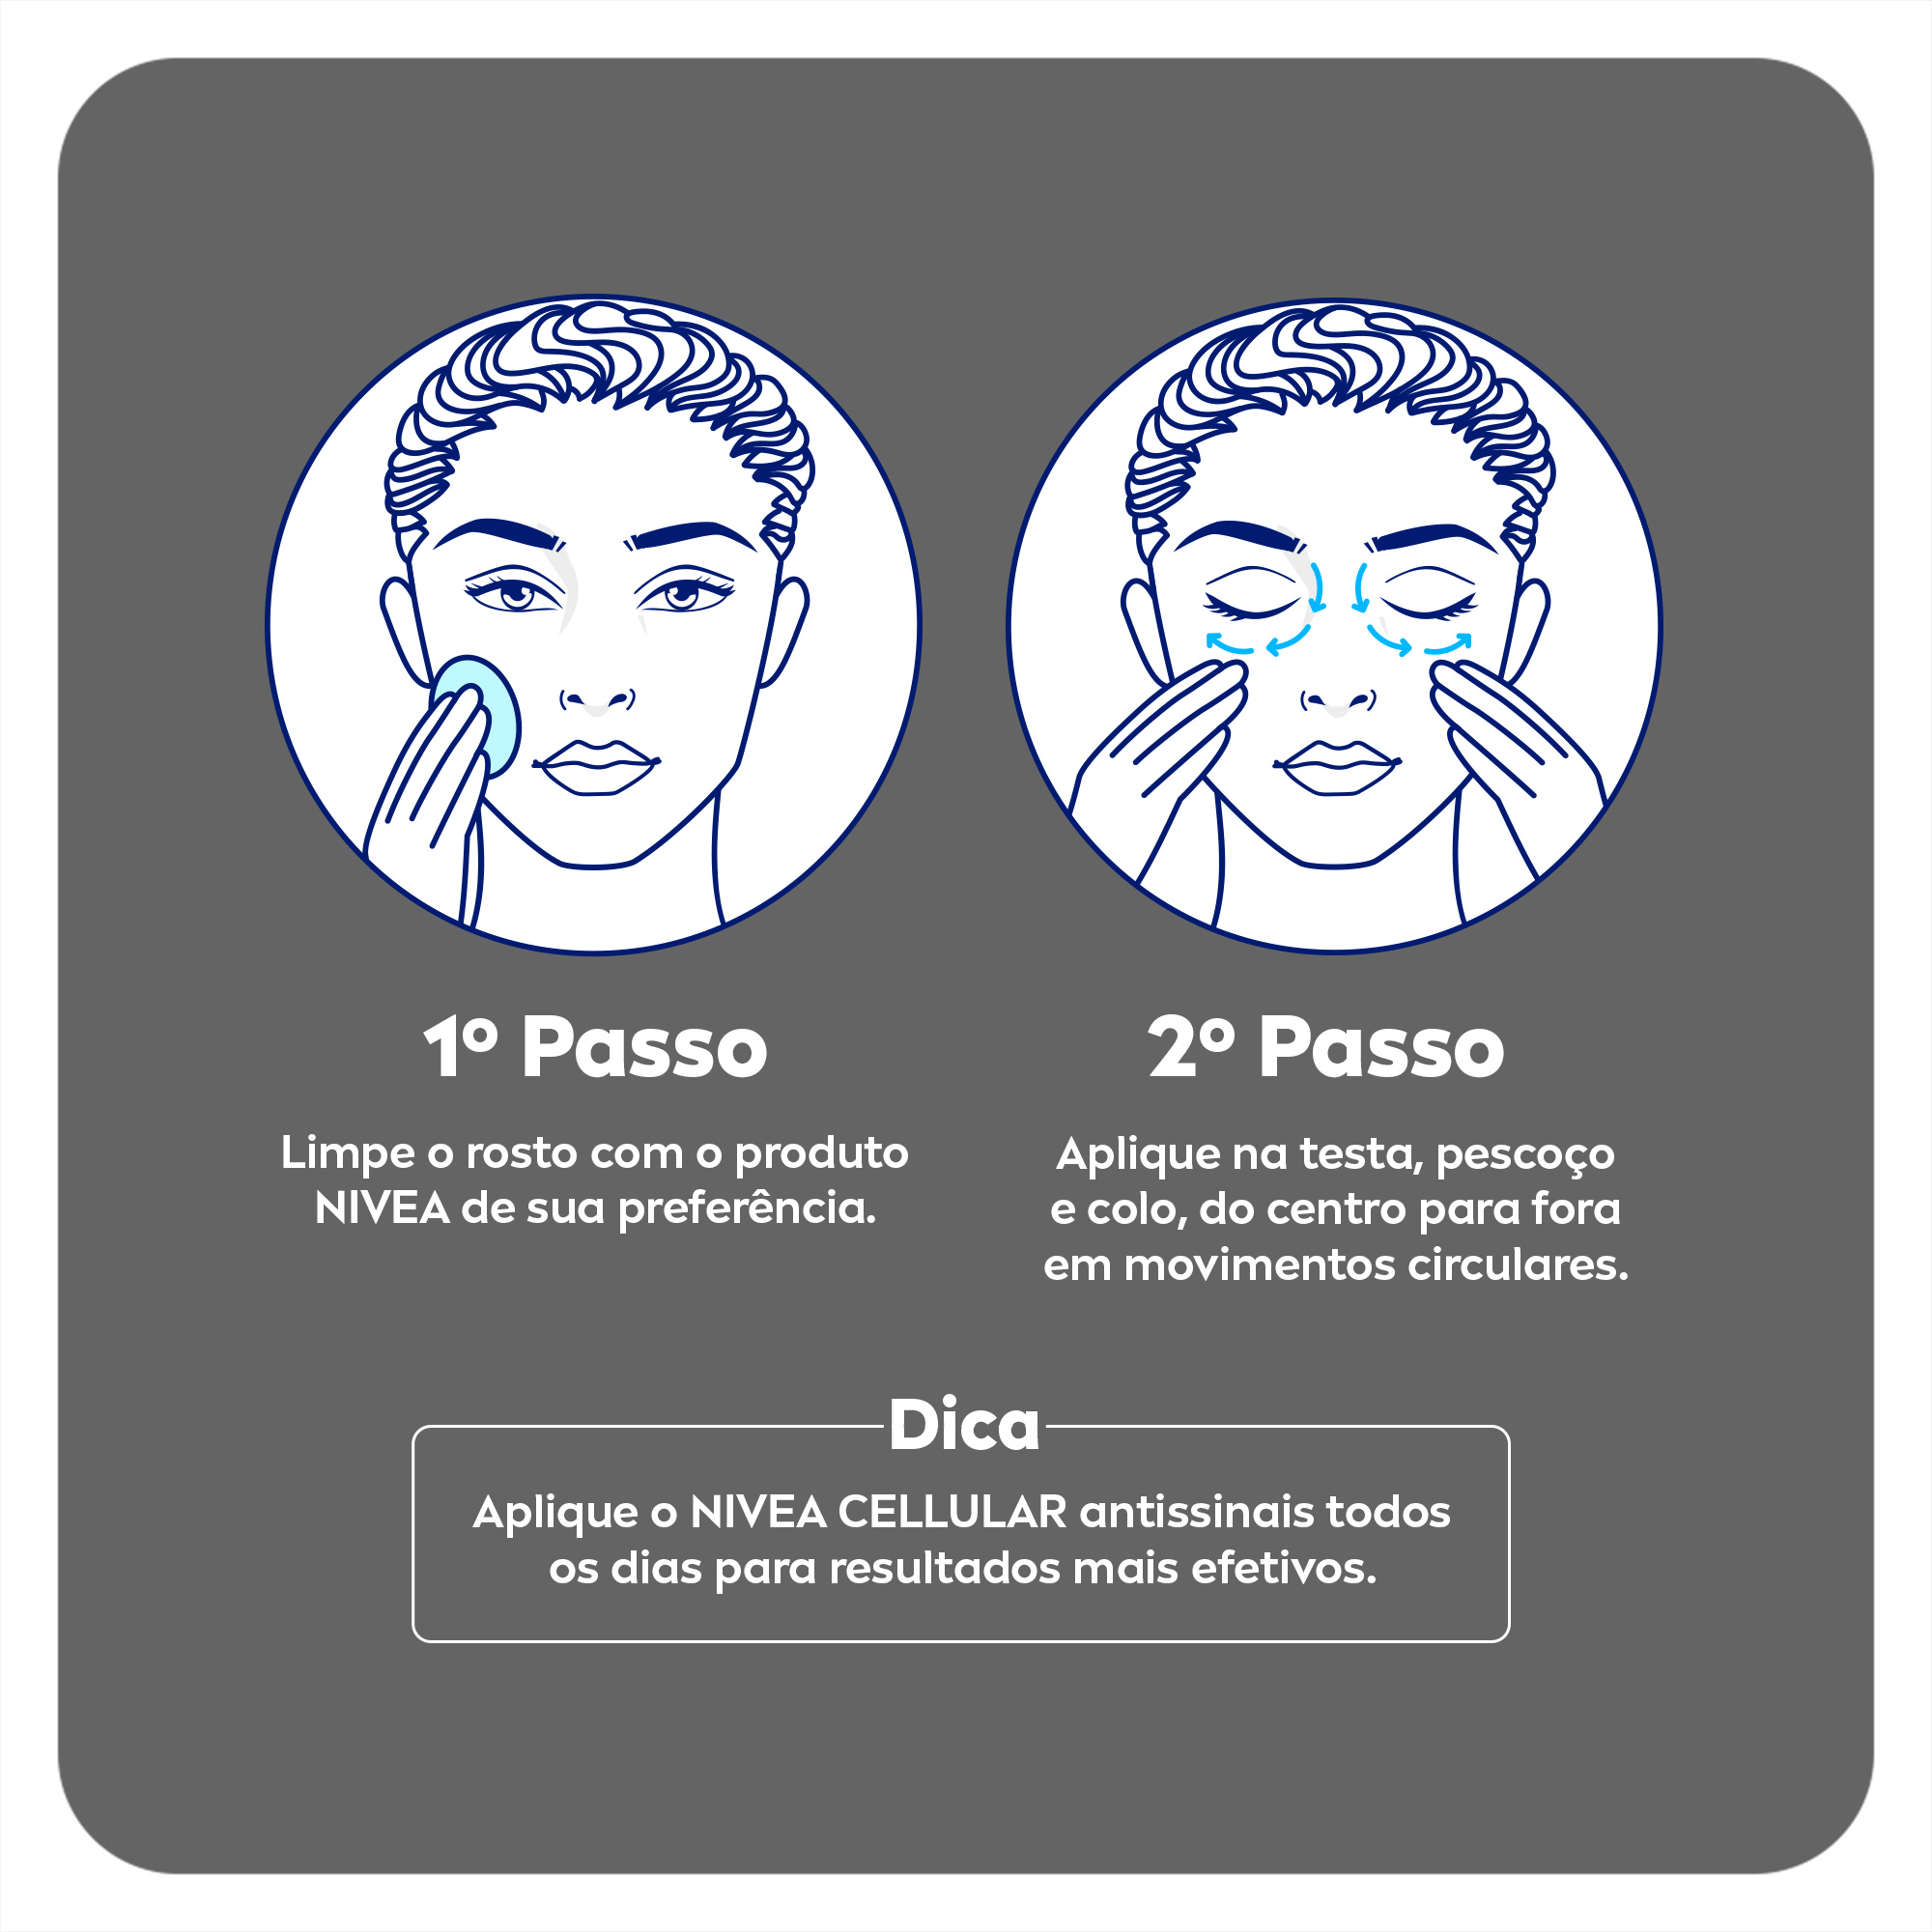 1º Passo
Limpe o rosto com o produto
NIVEA de sua preferência.
2º Passo
Aplique na testa, pescoço
e colo, do centro para fora
em movimentos circulares.
Dica
Aplique o NIVEA CELLULAR antissinais todos
os dias para resultados mais efetivos.